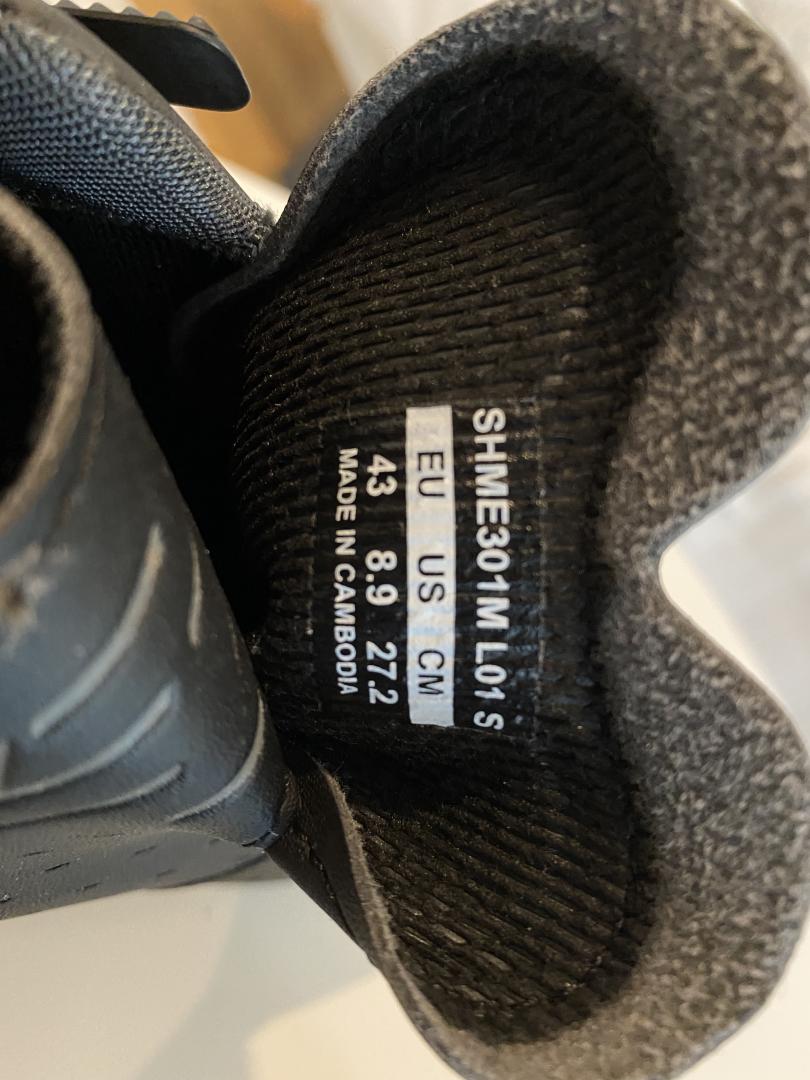 SHME301M L01 S
EU US CM
43 8.9 27.2
MADE IN CAMBODIA